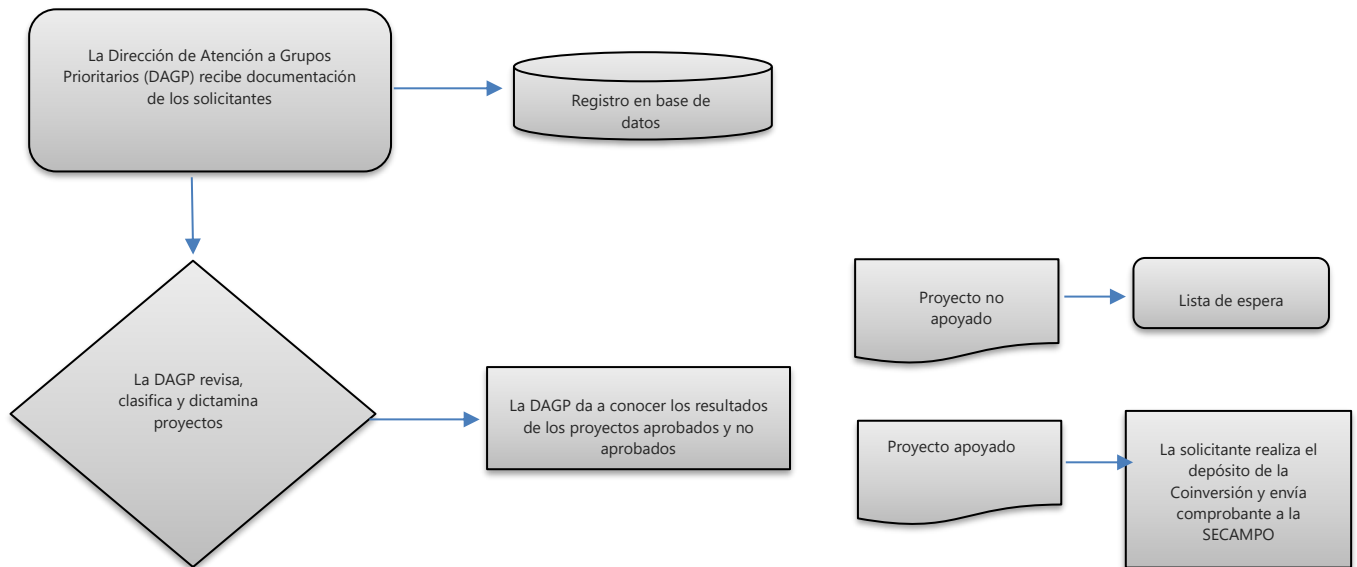 La Dirección de Atención a Grupos
Prioritarios (DAGP) recibe documentación
de los solicitantes
Registro en base de
datos
La DAGP revisa,
clasifica y dictamina
proyectos
La DAGP da a conocer los resultados
de los proyectos aprobados y no
aprobados
Proyecto no
apoyado
Lista de espera
Proyecto apoyado
La solicitante realiza el
depósito de la
Coinversión y envía
comprobante a la
SECAMPO